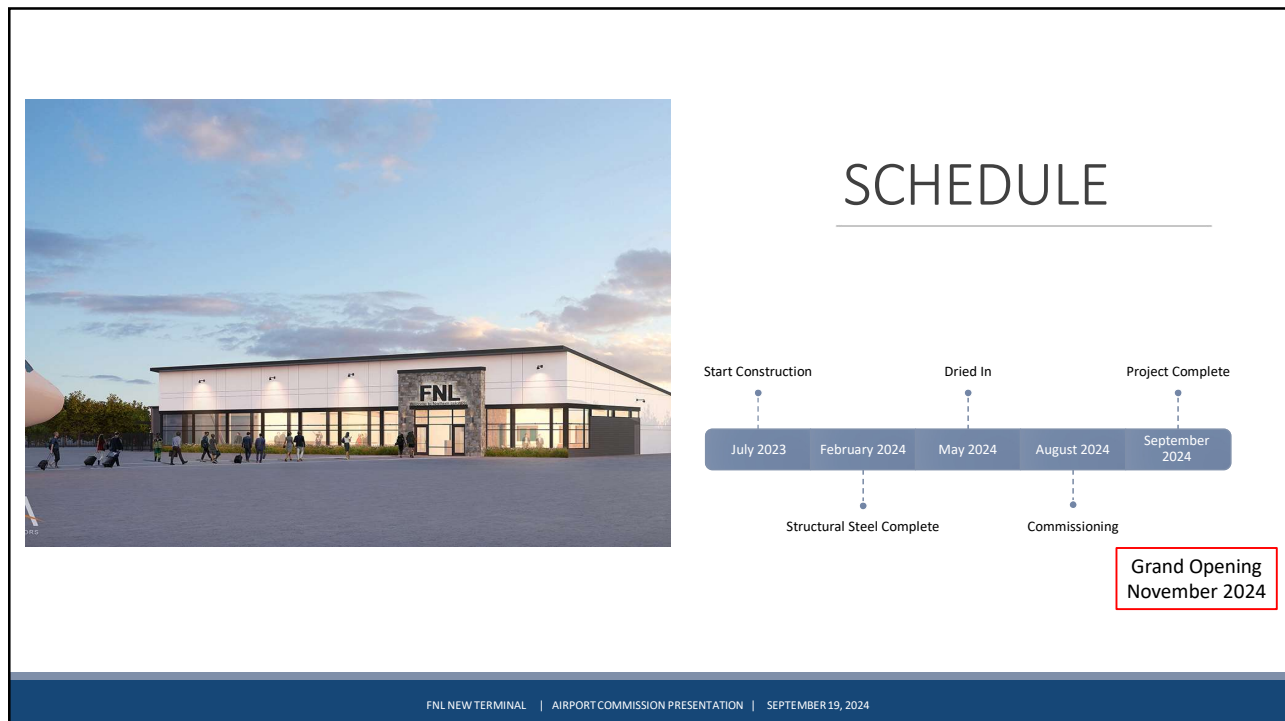 SCHEDULE
FNL
Start Construction
Dried In
Project Complete
July 2023
February 2024
May 2024
August 2024
September
2024
Structural Steel Complete
Commissioning
Grand Opening
November 2024
FNL NEW TERMINAL | AIRPORT COMMISSION PRESENTATION | SEPTEMBER 19, 2024